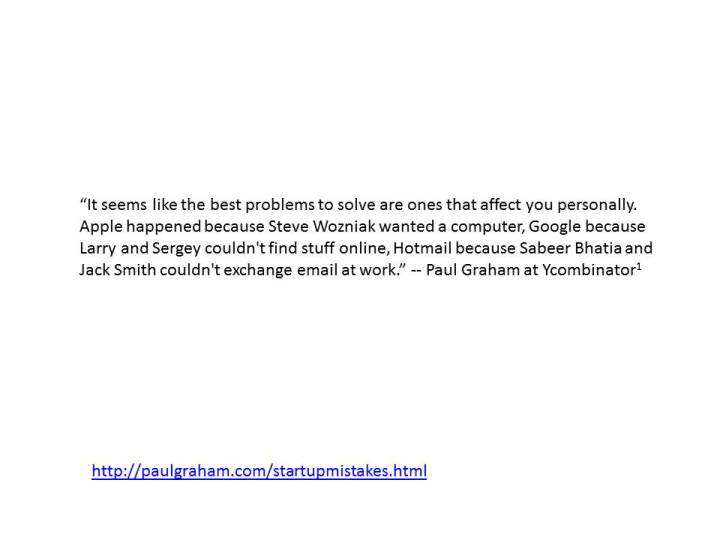 “It seems like the best problems to solve are ones that affect you personally.
Apple happened because Steve Wozniak wanted a computer, Google because
Larry and Sergey couldn't find stuff online, Hotmail because Sabeer Bhatia and
Jack Smith couldn't exchange email at work.” -- Paul Graham at Ycombinator¹
http://paulgraham.com/startupmistakes.html